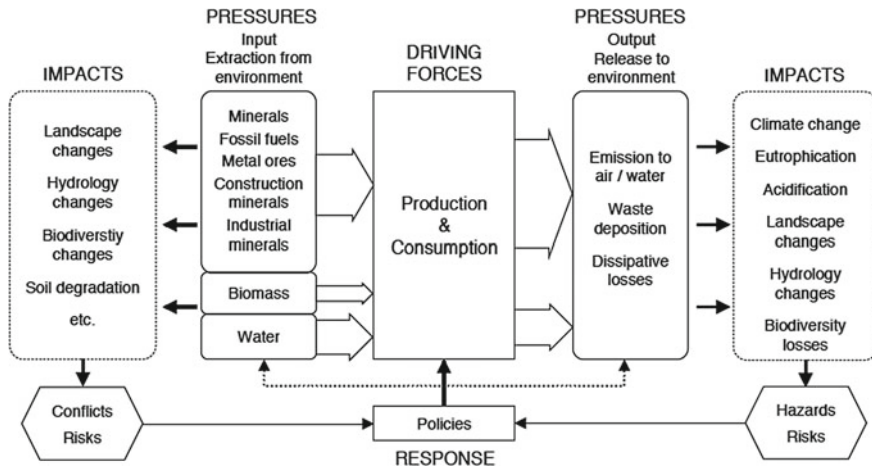 IMPACTS
Landscape
changes
Hydrology
changes
Biodiverstiy
changes
Soil degradation
etc.
Conflicts
Risks
PRESSURES
Input
Extraction from
environment
Minerals
Fossil fuels
Metal ores
Construction
minerals
Industrial
minerals
Biomass
Water
DRIVING
FORCES
Production
&
Consumption
Policies
RESPONSE
PRESSURES
Output
Release to
environment
Emission to
air / water
Waste
deposition
Dissipative
losses
IMPACTS
Climate change
Eutrophication
Acidification
Landscape
changes
Hydrology
changes
Biodiversity
losses
Hazards
Risks